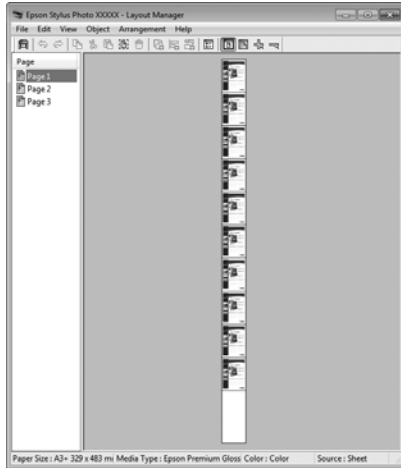 Epson Stylus Photo XXXXX - Layout Manager
File Edit View Object Arrangement Help
Page
Page 1
Page 2
Page 3
Paper Size : A3+ 329 x 483 mi Media Type : Epson Premium Gloss Color : Color Source : Sheet